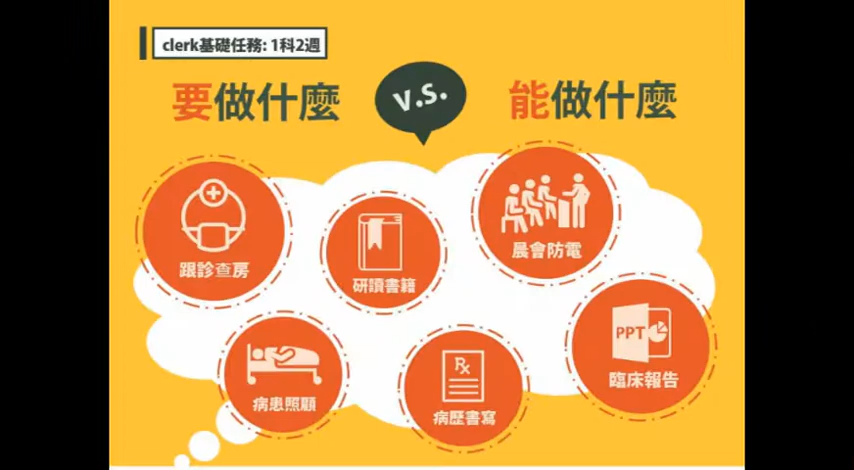 clerk基礎任務: 1科2週
要做什麼
v.s.
能做什麼
跟診查房
研讀書籍
晨會防電
病患照顧
Rx
病歷書寫
PPT
臨床報告